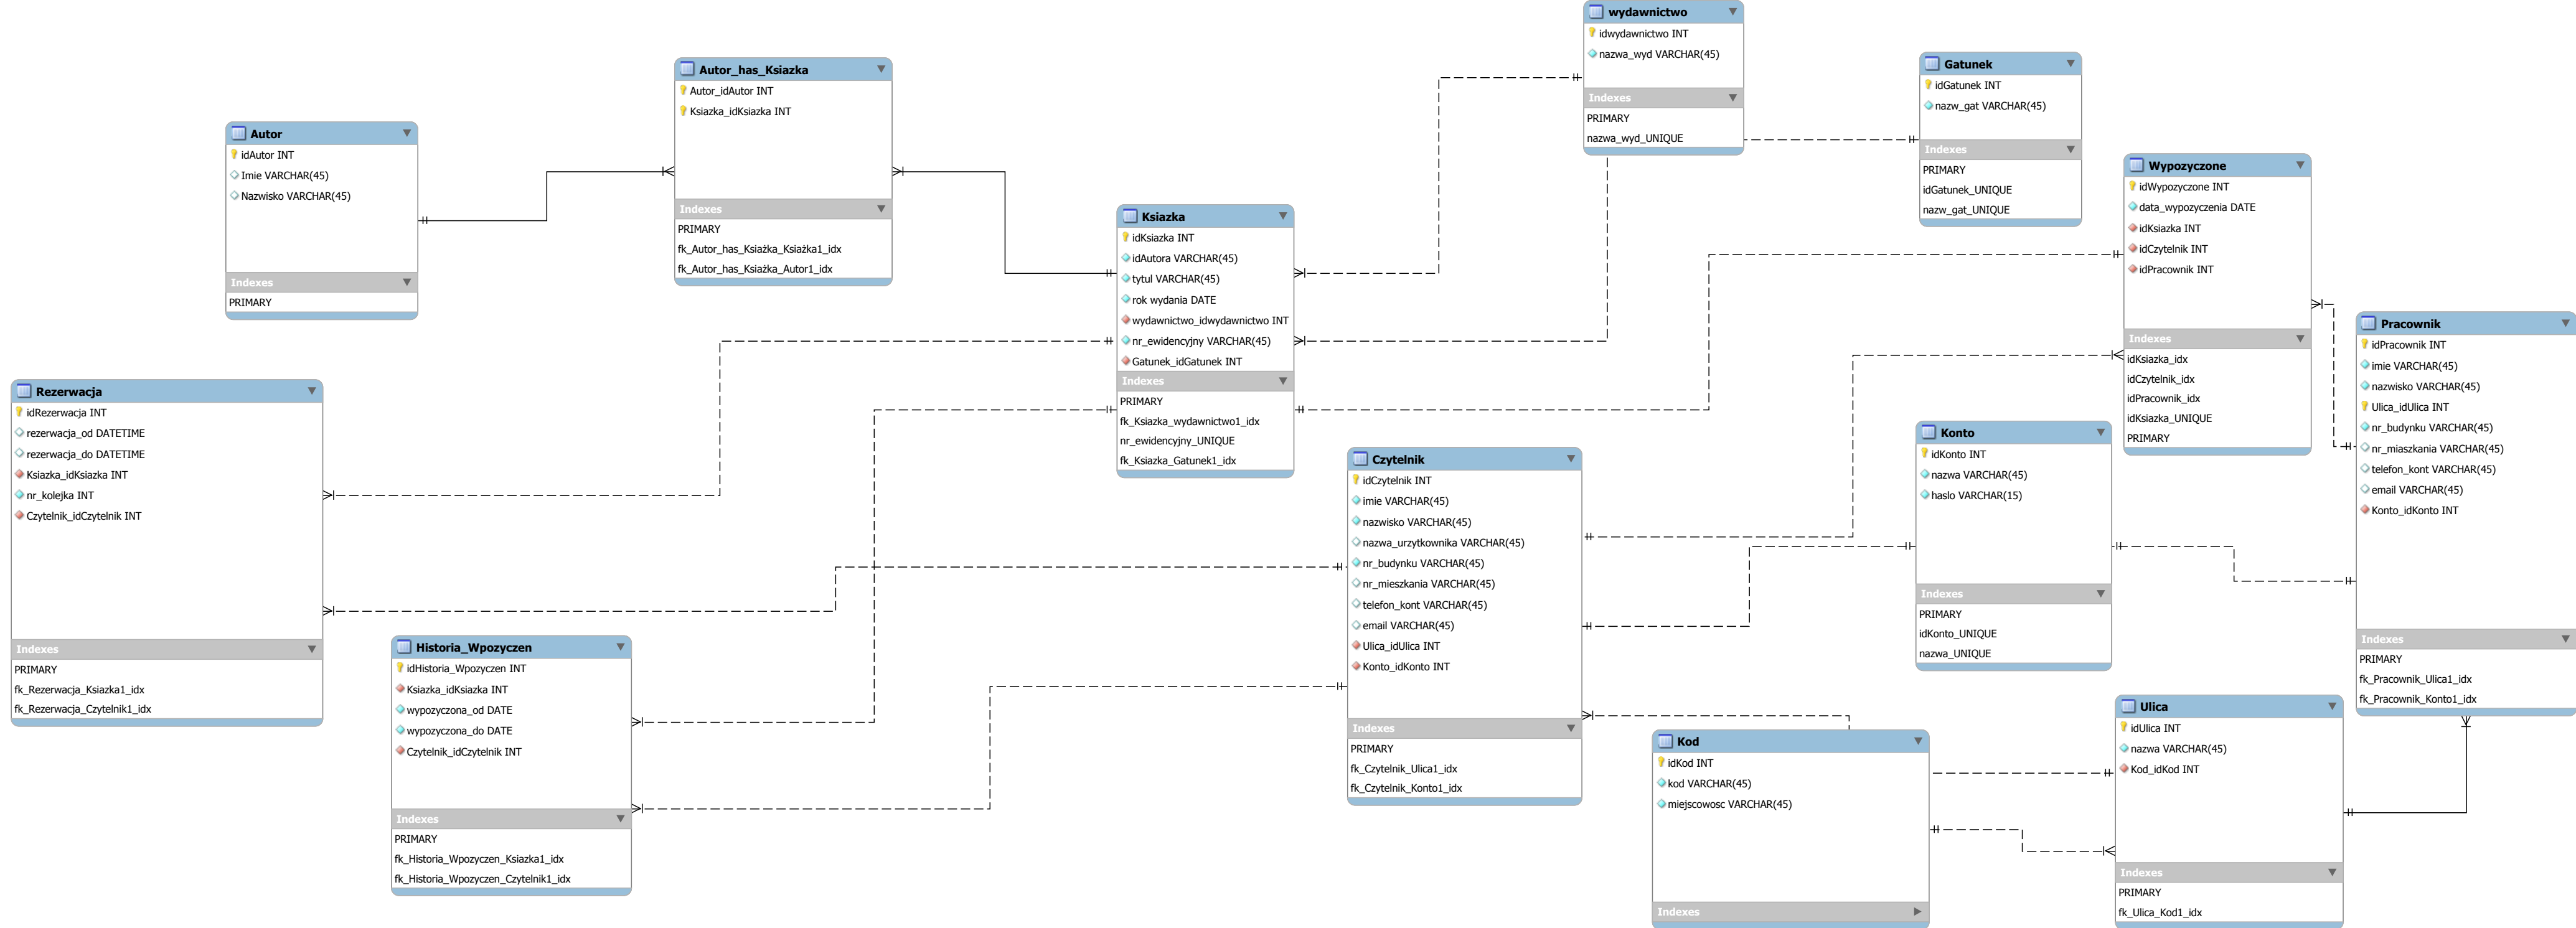 wydawnictwo
idwydawnictwo INT
nazwa_wyd VARCHAR(45)
Indexes
PRIMARY
nazwa_wyd_UNIQUE
Gatunek
idGatunek INT
nazw_gat VARCHAR(45)
Indexes
PRIMARY
idGatunek_UNIQUE
nazw_gat_UNIQUE
Autor_has_Ksiazka
Autor_idAutor INT
Ksiazka_idKsiazka INT
Indexes
PRIMARY
fk_Autor_has_Książka_Książka1_idx
fk_Autor_has_Książka_Autor1_idx
Autor
idAutor INT
Imie VARCHAR(45)
Nazwisko VARCHAR(45)
Indexes
PRIMARY
Wypozyczone
idWypozyczone INT
data_wypozyczenia DATE
idKsiazka INT
idCzytelnik INT
idPracownik INT
Indexes
idKsiazka_idx
idCzytelnik_idx
idPracownik_idx
idKsiazka_UNIQUE
PRIMARY
Ksiazka
idKsiazka INT
idAutora VARCHAR(45)
tytul VARCHAR(45)
rok wydania DATE
wydawnictwo_idwydawnictwo INT
nr_ewidencyjny VARCHAR(45)
Gatunek_idGatunek INT
Indexes
PRIMARY
fk_Ksiazka_wydawnictwo1_idx
nr_ewidencyjny_UNIQUE
fk_Ksiazka_Gatunek1_idx
Pracownik
idPracownik INT
imie VARCHAR(45)
nazwisko VARCHAR(45)
Ulica_idUlica INT
nr_budynku VARCHAR(45)
nr_miaszkania VARCHAR(45)
telefon_kont VARCHAR(45)
email VARCHAR(45)
Konto_idKonto INT
Indexes
PRIMARY
fk_Pracownik_Ulica1_idx
fk_Pracownik_Konto1_idx
Rezerwacja
idRezerwacja INT
rezerwacja_od DATETIME
rezerwacja_do DATETIME
Ksiazka_idKsiazka INT
nr_kolejka INT
Czytelnik_idCzytelnik INT
Indexes
PRIMARY
fk_Rezerwacja_Ksiazka1_idx
fk_Rezerwacja_Czytelnik1_idx
Konto
idKonto INT
nazwa VARCHAR(45)
haslo VARCHAR(15)
Indexes
PRIMARY
idKonto_UNIQUE
nazwa_UNIQUE
Czytelnik
idCzytelnik INT
imie VARCHAR(45)
nazwisko VARCHAR(45)
nazwa_urzytkownika VARCHAR(45)
nr_budynku VARCHAR(45)
nr_mieszkania VARCHAR(45)
telefon_kont VARCHAR(45)
email VARCHAR(45)
Ulica_idUlica INT
Konto_idKonto INT
Indexes
PRIMARY
fk_Czytelnik_Ulica1_idx
fk_Czytelnik_Konto1_idx
Historia_Wpozyczen
idHistoria_Wpozyczen INT
Ksiazka_idKsiazka INT
wypozyczona_od DATE
wypozyczona_do DATE
Czytelnik_idCzytelnik INT
Indexes
PRIMARY
fk_Historia_Wpozyczen_Ksiazka1_idx
fk_Historia_Wpozyczen_Czytelnik1_idx
Ulica
idUlica INT
nazwa VARCHAR(45)
Kod_idKod INT
Indexes
PRIMARY
fk_Ulica_Kod1_idx
Kod
idKod INT
kod VARCHAR(45)
miejscowosc VARCHAR(45)
Indexes